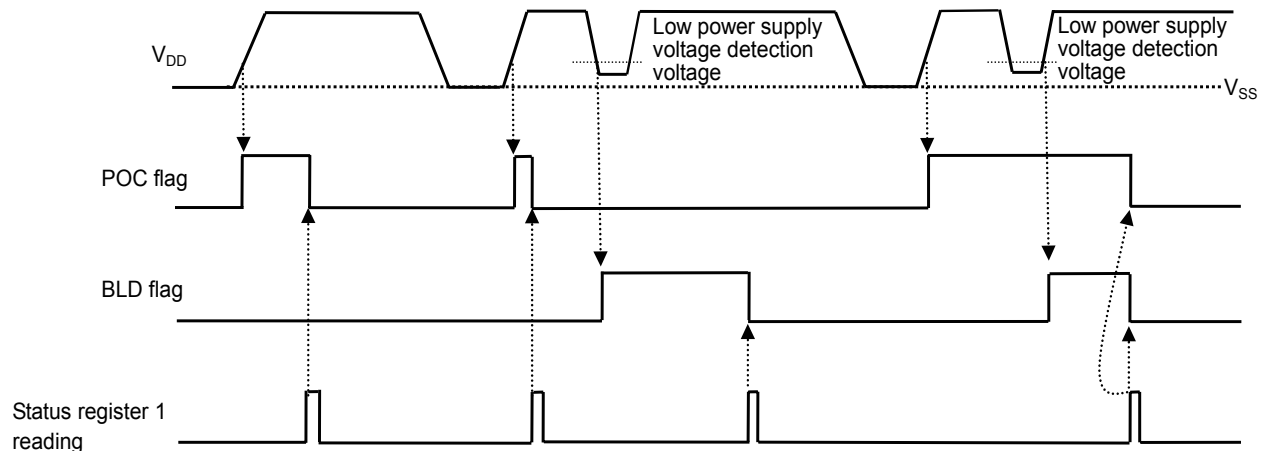 Low power supply
voltage detection
voltage
Low power supply
voltage detection
voltage
VDD
VSS
POC flag
BLD flag
Status register 1
reading